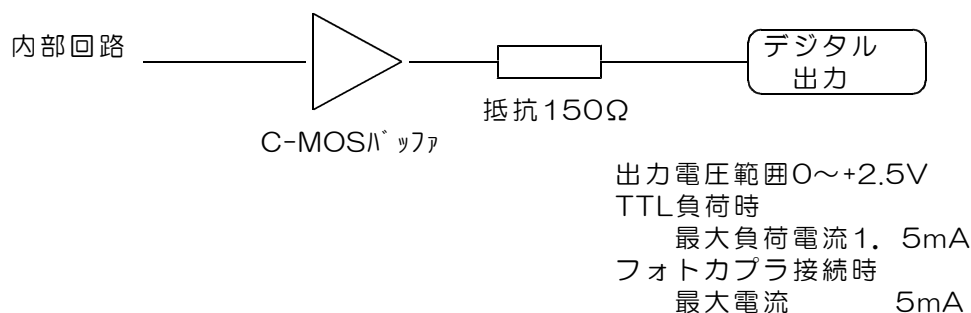 内部回路
デジタル
出力
抵抗150Ω
C-MOSﾊﾞｯﾌｧ
出力電圧範囲0～+2.5V
TTL負荷時
最大負荷電流1．5mA
フォトカプラ接続時
最大電流　　　5mA